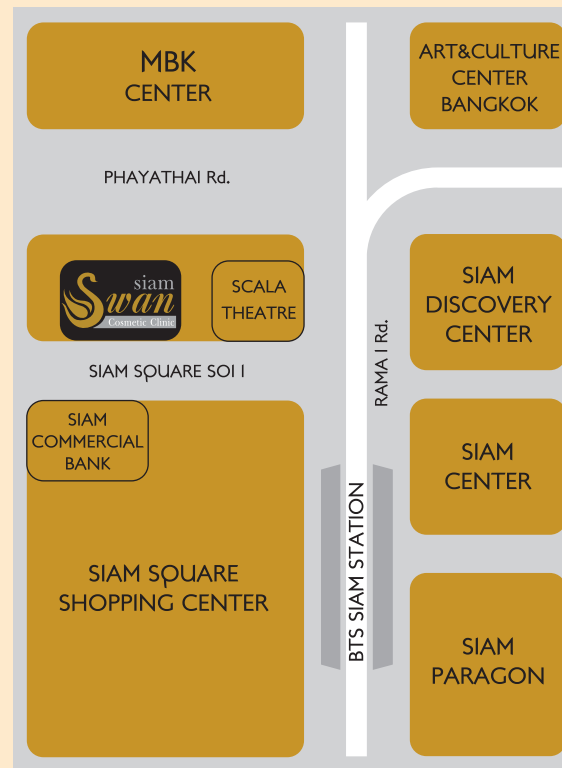 MBK
CENTER
ART&CULTURE
CENTER
BANGKOK
PHAYATHAI Rd.
siam
Swan
Cosmetic Clinic
SCALA
THEATRE
SIAM
DISCOVERY
CENTER
SIAM SQUARE SOI I
RAMA I Rd.
SIAM
COMMERCIAL
BANK
SIAM
CENTER
BTS SIAM STATION
SIAM SQUARE
SHOPPING CENTER
SIAM
PARAGON